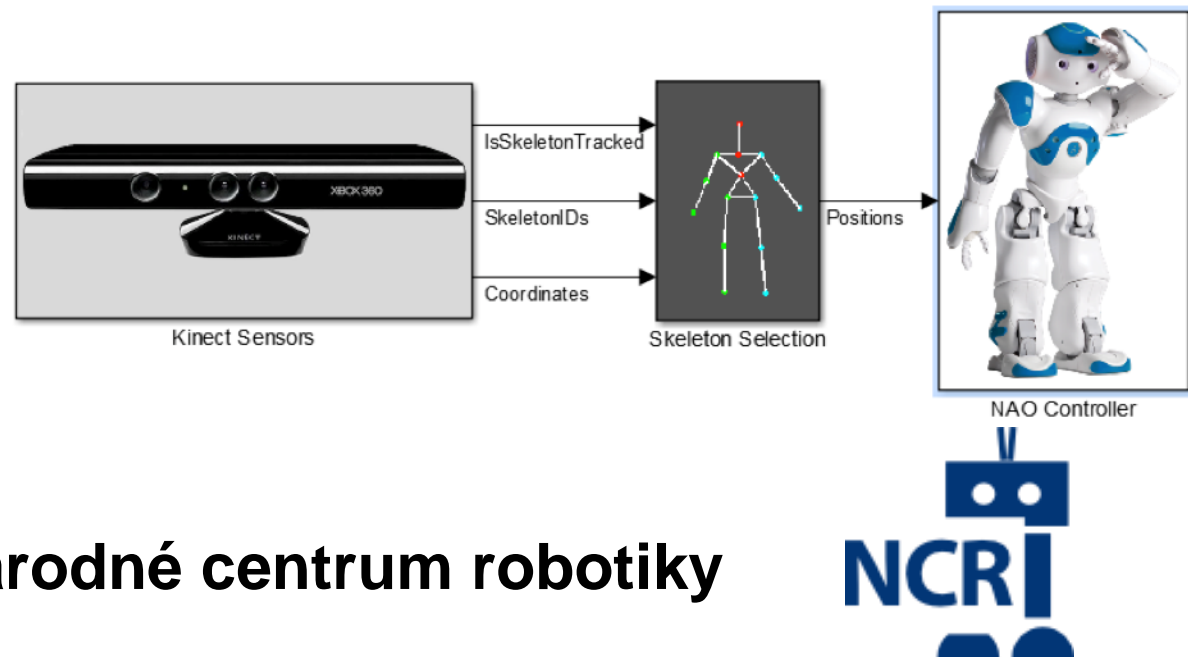 IsSkeletonTracked
XBOX 360
SkeletonIDs
Positions
KINECT
Coordinates
Kinect Sensors
Skeleton Selection
NAO Controller
árodné centrum robotiky
NCR